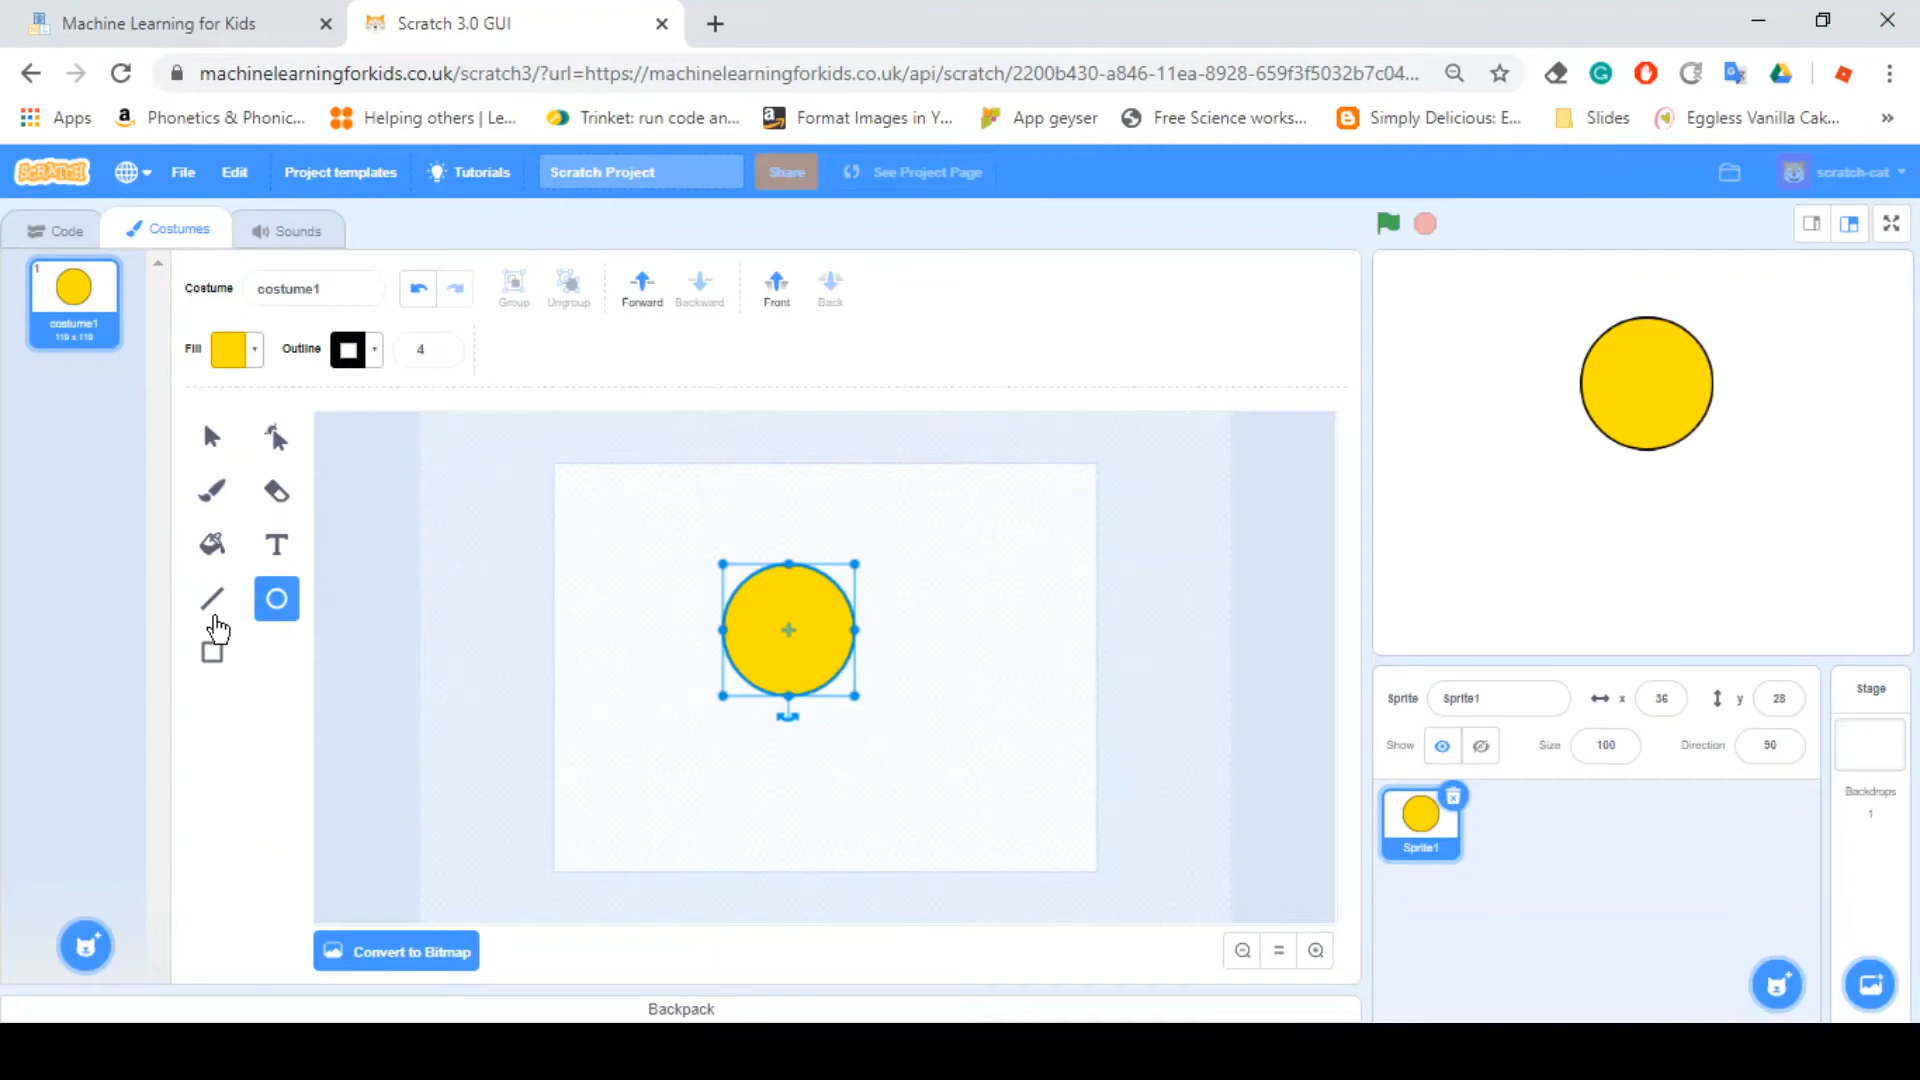 Machine Learning for Kids
Scratch 3.0 GUI
machinelearningforkids.co.uk/scratch3/?url=https://machinelearningforkids.co.uk/api/scratch/2200b430-a846-11ea-8928-659f3f5032b7c04...
Apps
Phonetics & Phonic...
Helping others | Le...
Trinket: run code an...
Format Images in Y...
App geyser
Free Science works...
Simply Delicious: E...
Slides
Eggless Vanilla Cak...
SCRATCH
File
Edit
Project templates
Tutorials
Scratch Project
Share
See Project Page
scratch-cat
Code
Costumes
Sounds
1
costume1
119 x 119
Costume
costume1
Group
Ungroup
Forward
Backward
Front
Back
Fill
Outline
4
T
Convert to Bitmap
Backpack
Sprite
Sprite1
x
36
y
28
Show
Size
100
Direction
90
Sprite1
Stage
Backdrops
1